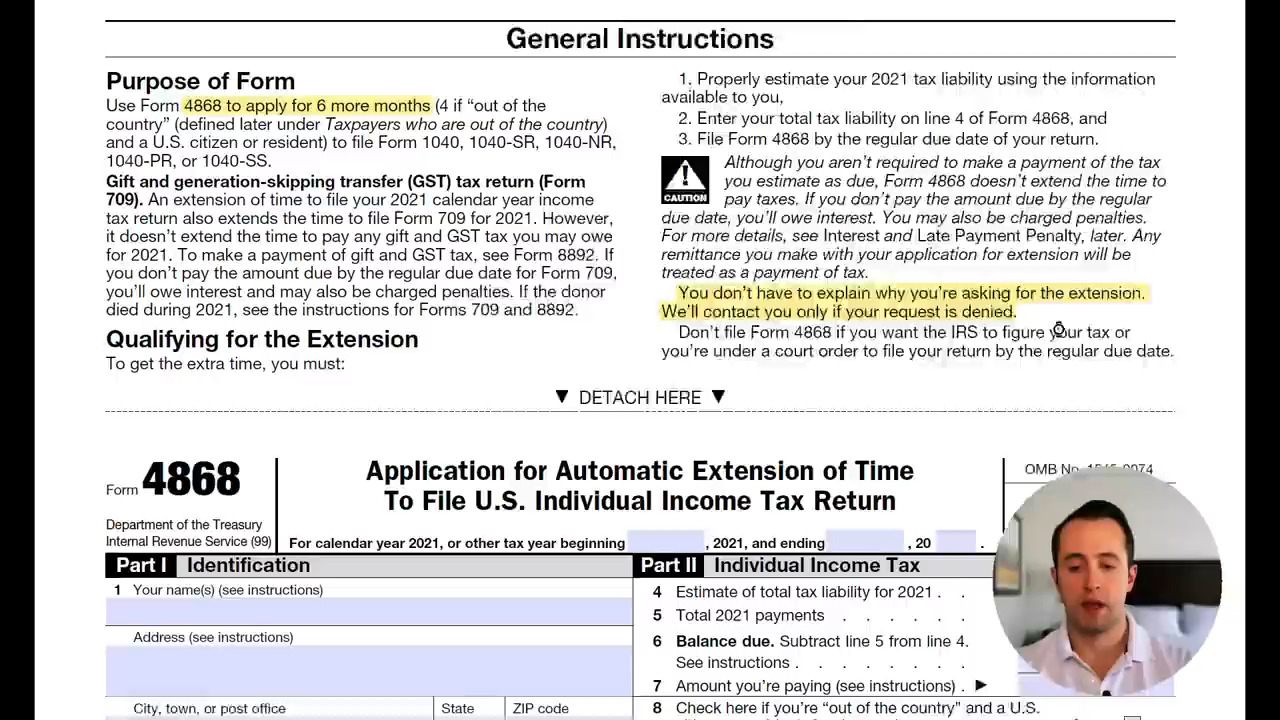 General Instructions
Purpose of Form
Use Form 4868 to apply for 6 more months (4 if “out of the
country” (defined later under Taxpayers who are out of the country)
and a U.S. citizen or resident) to file Form 1040, 1040-SR, 1040-NR,
1040-PR, or 1040-SS.
Gift and generation-skipping transfer (GST) tax return (Form
709). An extension of time to file your 2021 calendar year income
tax return also extends the time to file Form 709 for 2021. However,
it doesn’t extend the time to pay any gift and GST tax you may owe
for 2021. To make a payment of gift and GST tax, see Form 8892. If
you don’t pay the amount due by the regular due date for Form 709,
you’ll owe interest and may also be charged penalties. If the donor
died during 2021, see the instructions for Forms 709 and 8892.
Qualifying for the Extension
To get the extra time, you must:
1. Properly estimate your 2021 tax liability using the information
available to you,
2. Enter your total tax liability on line 4 of Form 4868, and
3. File Form 4868 by the regular due date of your return.
CAUTION
Although you aren’t required to make a payment of the tax
you estimate as due, Form 4868 doesn’t extend the time to
pay taxes. If you don’t pay the amount due by the regular
due date, you’ll owe interest. You may also be charged penalties.
For more details, see Interest and Late Payment Penalty, later. Any
remittance you make with your application for extension will be
treated as a payment of tax.
You don’t have to explain why you’re asking for the extension.
We’ll contact you only if your request is denied.
Don’t file Form 4868 if you want the IRS to figure your tax or
you’re under a court order to file your return by the regular due date.
▼ DETACH HERE ▼
Form 4868
Department of the Treasury
Internal Revenue Service (99)
Application for Automatic Extension of Time
To File U.S. Individual Income Tax Return
For calendar year 2021, or other tax year beginning , 2021, and ending , 20 .
OMB No.
Part I Identification
1 Your name(s) (see instructions)
Address (see instructions)
City, town, or post office State ZIP code
Part II Individual Income Tax
4 Estimate of total tax liability for 2021 . .
5 Total 2021 payments . . . . . .
6 Balance due. Subtract line 5 from line 4.
See instructions . . . . . . .
7 Amount you’re paying (see instructions) . ▶
8 Check here if you’re “out of the country” and a U.S.